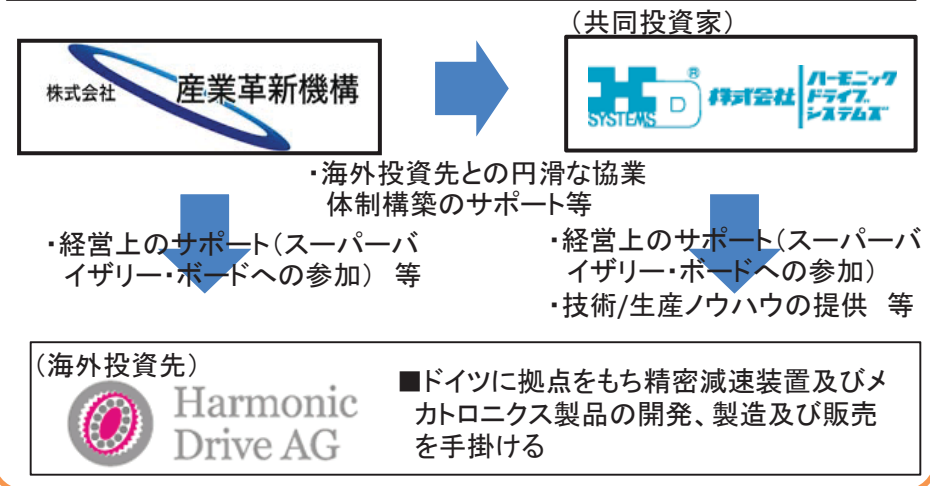 (共同投資家)
株式会社 産業革新機構
HD SYSTEMS ® 株式会社 ハーモニック
ドライブ
システムズ
・海外投資先との円滑な協業
体制構築のサポート等
・経営上のサポート(スーパーバ
イザリー・ボードへの参加) 等
・経営上のサポート(スーパーバ
イザリー・ボードへの参加)
・技術/生産ノウハウの提供 等
(海外投資先)
Harmonic
Drive AG
■ドイツに拠点をもち精密減速装置及びメ
カトロニクス製品の開発、製造及び販売
を手掛ける